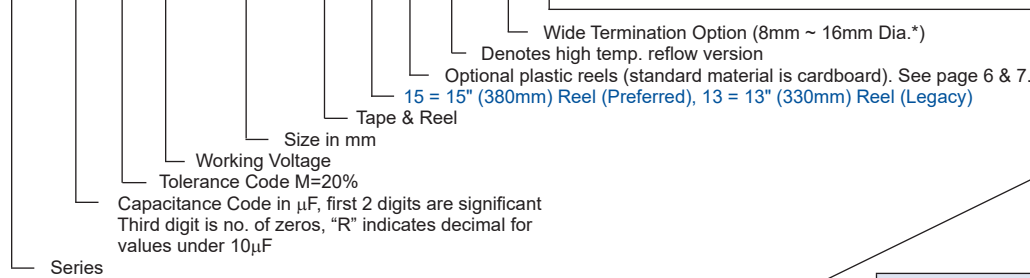 Wide Termination Option (8mm ~ 16mm Dia.*)
Denotes high temp. reflow version
Optional plastic reels (standard material is cardboard). See page 6 & 7.
15 = 15" (380mm) Reel (Preferred), 13 = 13" (330mm) Reel (Legacy)
Tape & Reel
Size in mm
Working Voltage
Tolerance Code M=20%
Capacitance Code in μF, first 2 digits are significant
Third digit is no. of zeros, “R” indicates decimal for
values under 10μF
Series